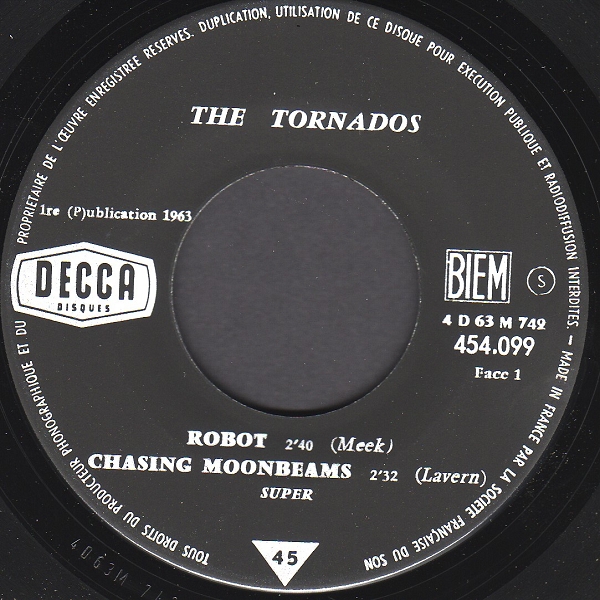 TOUS DROITS DU PRODUCTEUR PHONOGRAPHIQUE ET DU PROPRIETAIRE DE L'ŒUVRE ENREGISTREE RESERVES. DUPLICATION, UTILISATION DE CE DISQUE POUR EXECUTION PUBLIQUE ET RADIODIFFUSION INTERDITES. — MADE IN FRANCE PAR LA SOCIETE FRANÇAISE DU SON
THE TORNADOS
1re (P)ublication 1963
DECCA
DISQUES
BIEM S
4 D 63 M 742
454.099
Face 1
ROBOT 2'40 (Meek)
CHASING MOONBEAMS 2'32 (Lavern)
SUPER
45